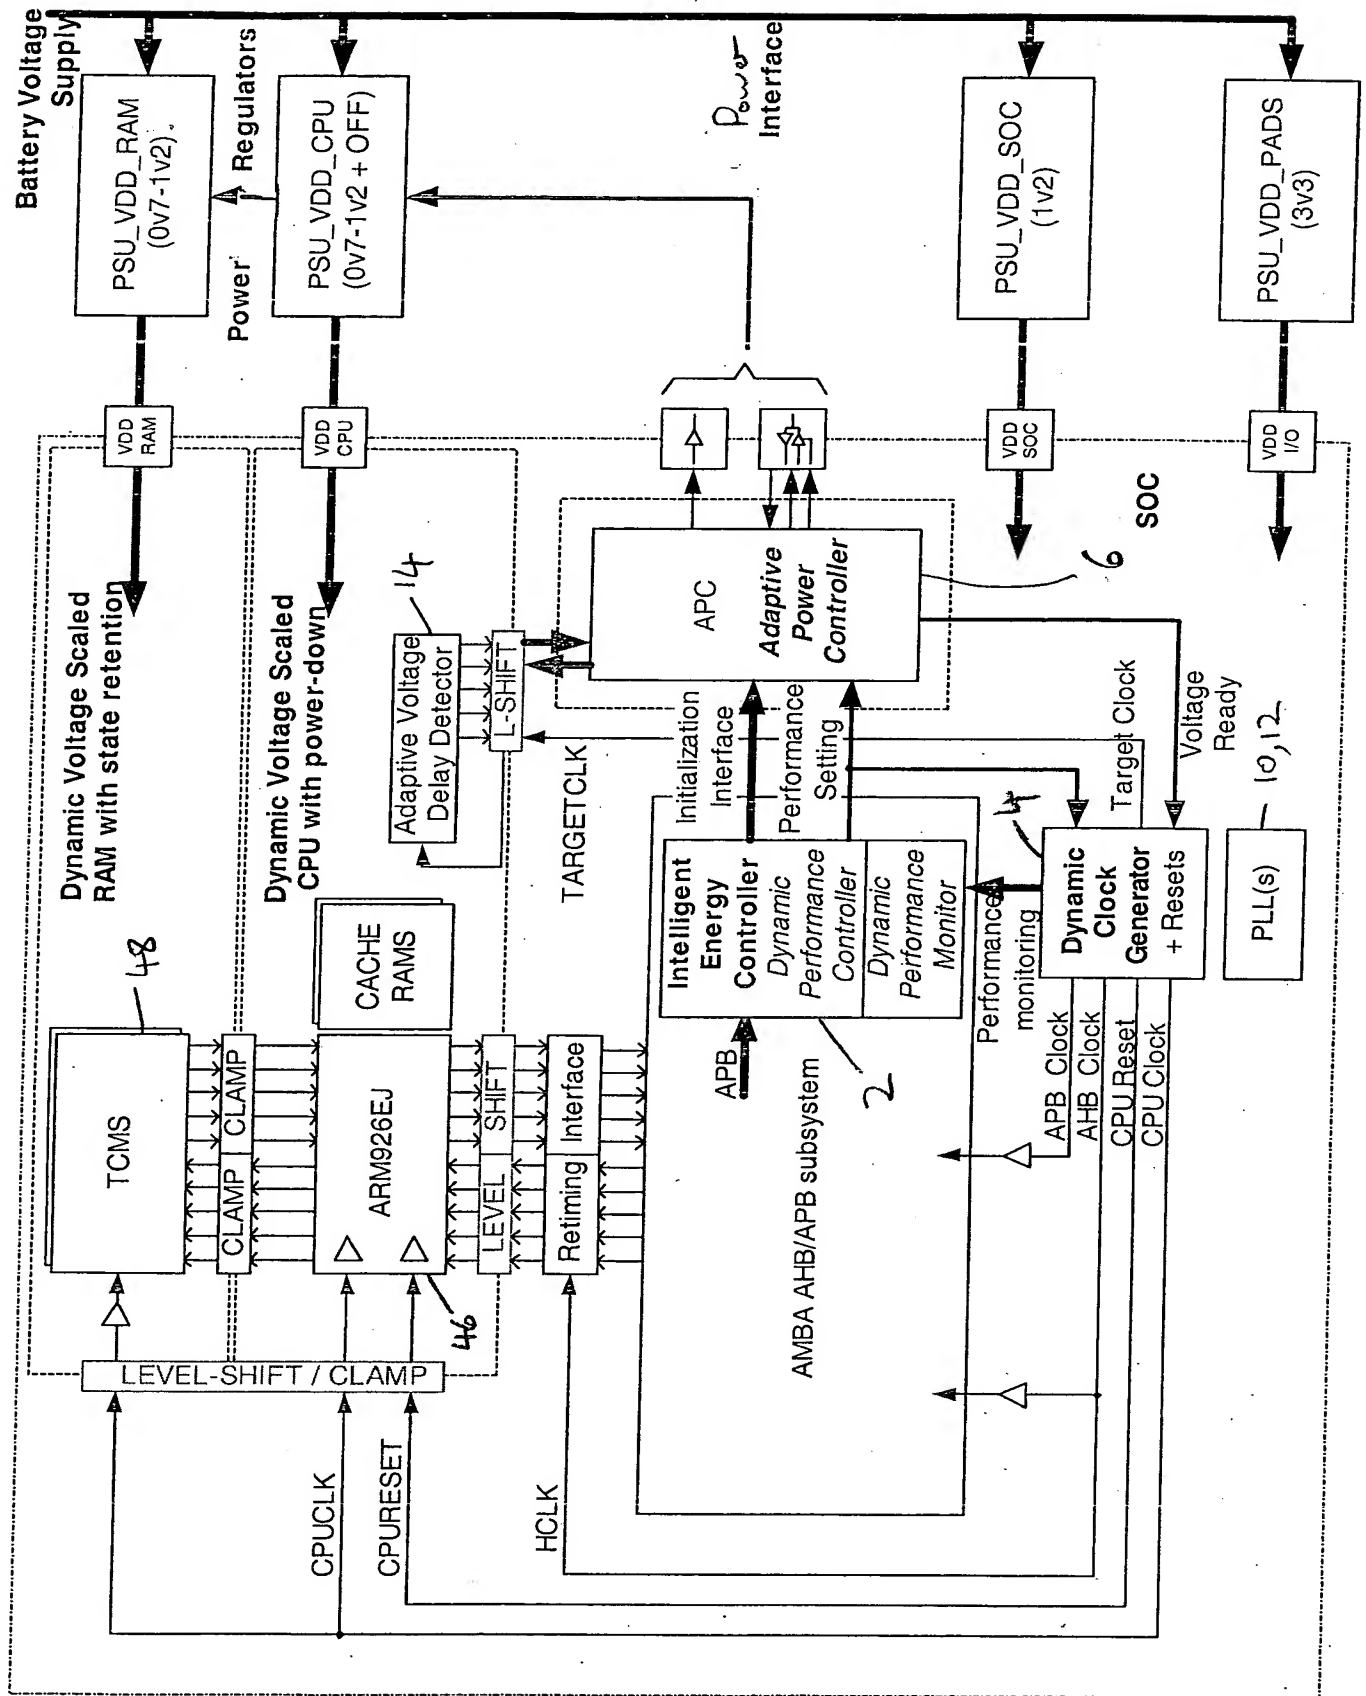 Battery Voltage
Supply
PSU_VDD_RAM
(0v7-1v2).
Power Regulators
PSU_VDD_CPU
(0v7-1v2 + OFF)
Power
Interface
PSU_VDD_SOC
(1v2)
PSU_VDD_PADS
(3v3)
VDD
RAM
VDD
CPU
VDD
SOC
VDD
I/O
SOC
Dynamic Voltage Scaled
RAM with state retention
Dynamic Voltage Scaled
CPU with power-down
14
Adaptive Voltage
Delay Detector
L-SHIFT
TARGETCLK
APC
Adaptive
Power
Controller
6
Initialization
Interface
Performance
Setting
Target Clock
Voltage
Ready
10,12
48
TCMS
CACHE
RAMS
CLAMP CLAMP
ARM926EJ
46
LEVEL SHIFT
Retiming Interface
LEVEL-SHIFT / CLAMP
Intelligent
Energy
Controller
Dynamic
Performance
Controller
Dynamic
Performance
Monitor
APB
2
AMBA AHB/APB subsystem
Performance
monitoring
4
Dynamic
Clock
Generator
+ Resets
PLL(s)
APB Clock
AHB Clock
CPU Reset
CPU Clock
CPUCLK
CPURESET
HCLK